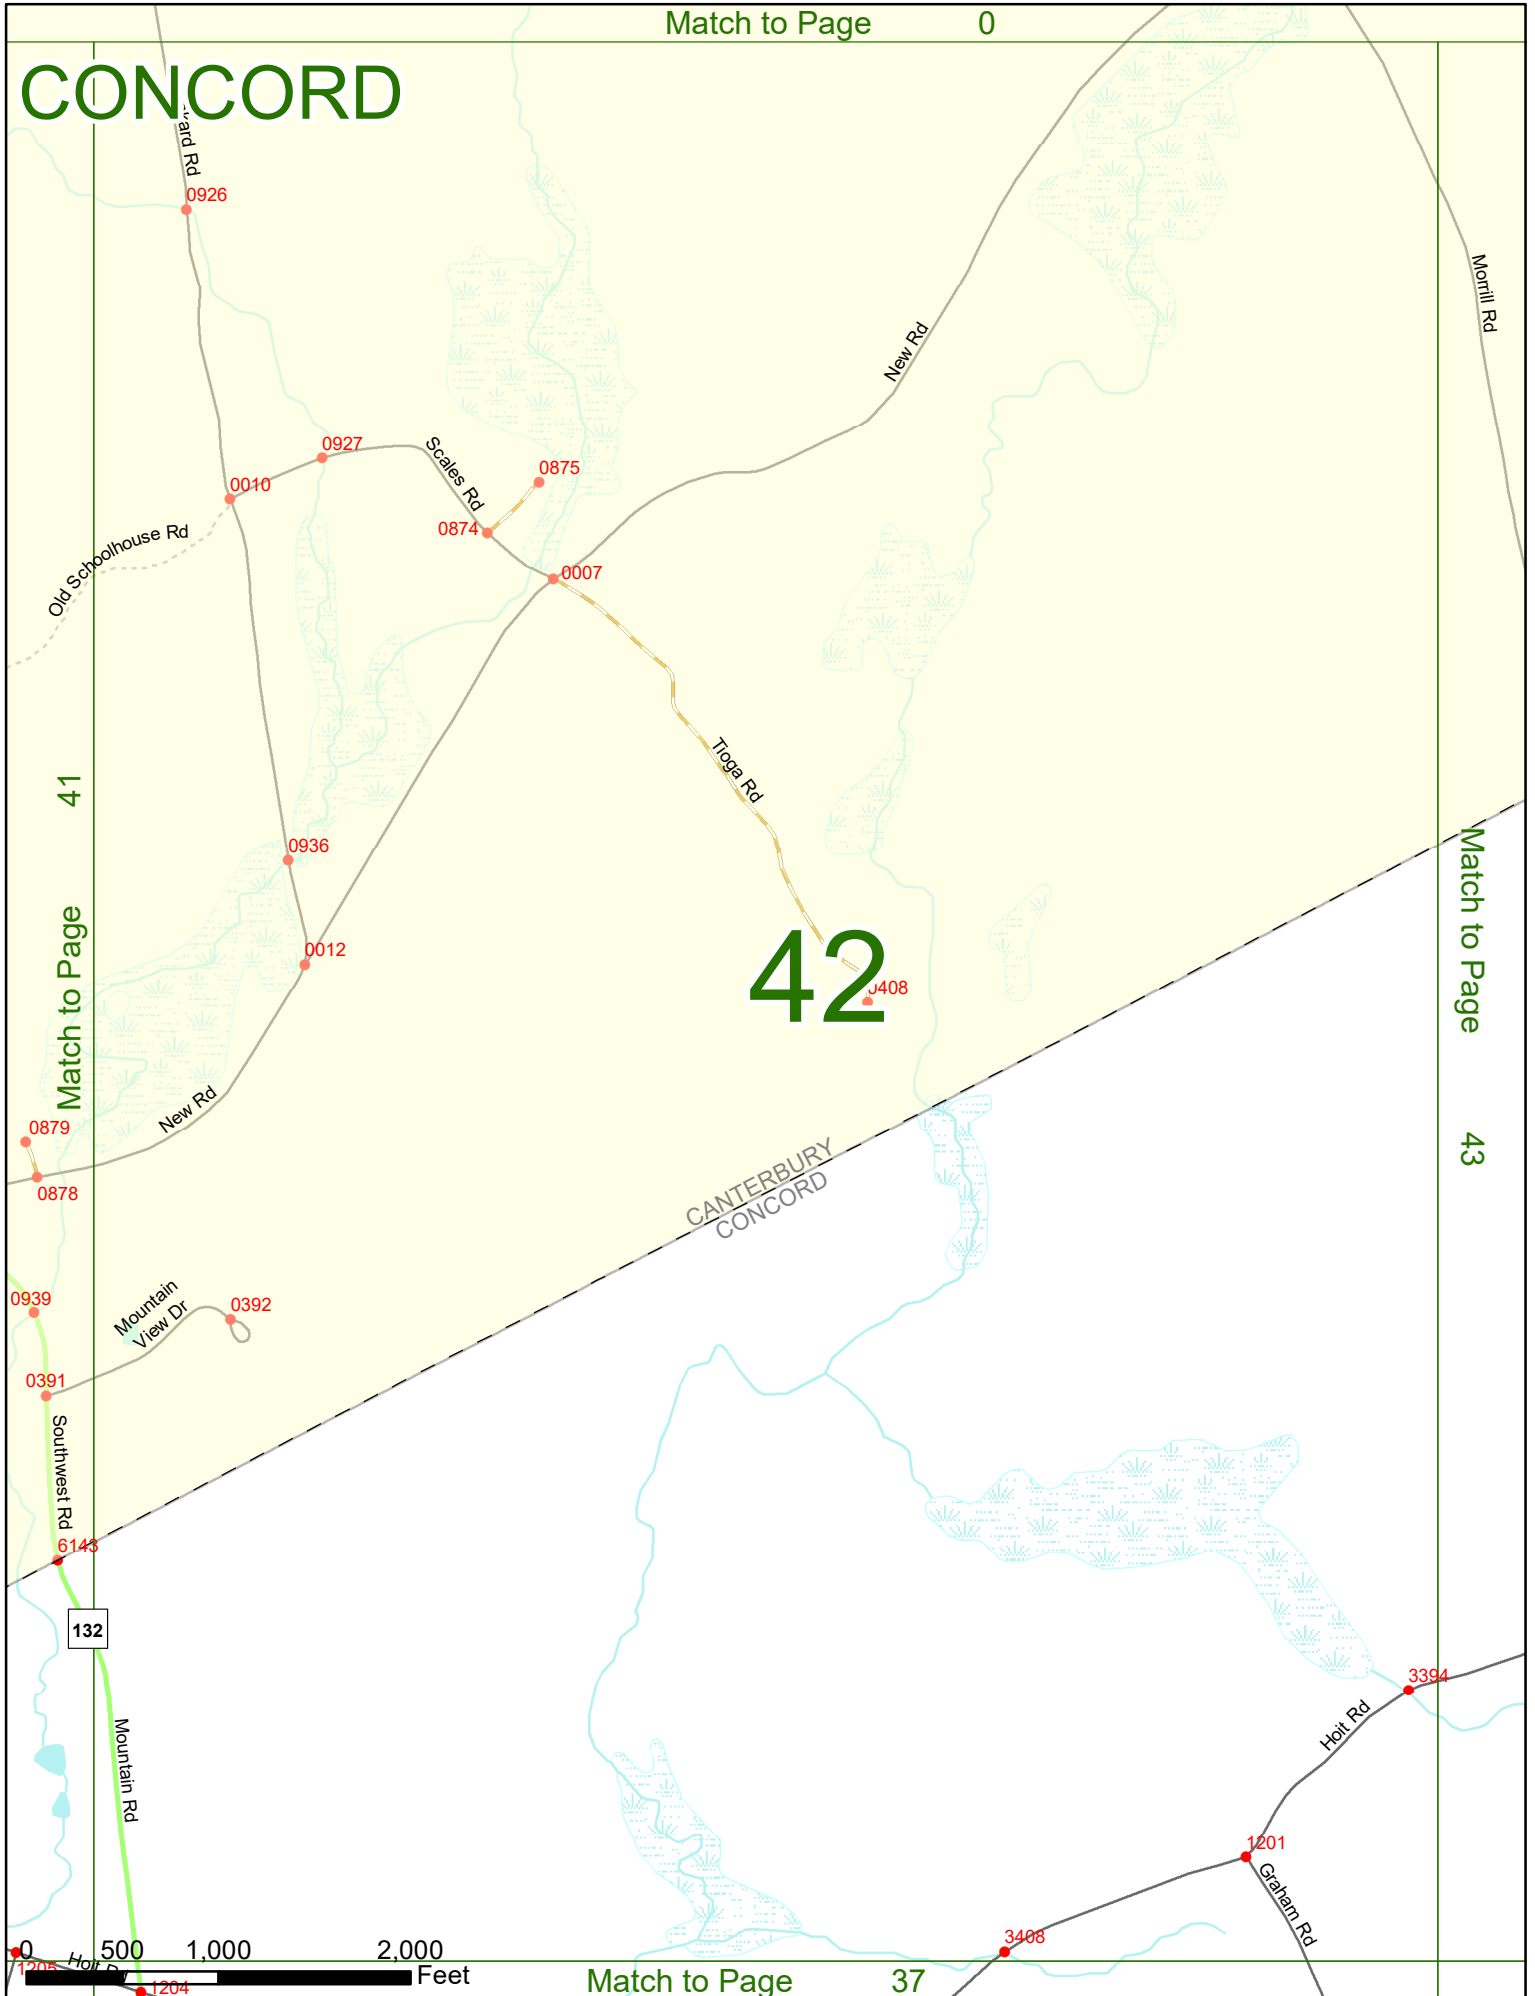 Match to Page 0
CONCORD
0926
New Rd
Morrill Rd
0927
Scales Rd
0875
0010
0874
Old Schoolhouse Rd
0007
Tioga Rd
41
Match to Page
0936
Match to Page
43
0012
42
New Rd
0879
0878
CANTERBURY
CONCORD
0939
Mountain
View Dr
0392
0391
Southwest Rd
6143
132
Mountain Rd
3394
Hoit Rd
1201
Graham Rd
3408
0 500 1,000 2,000
Feet
1205
Hoit Rd
1204
Match to Page 37